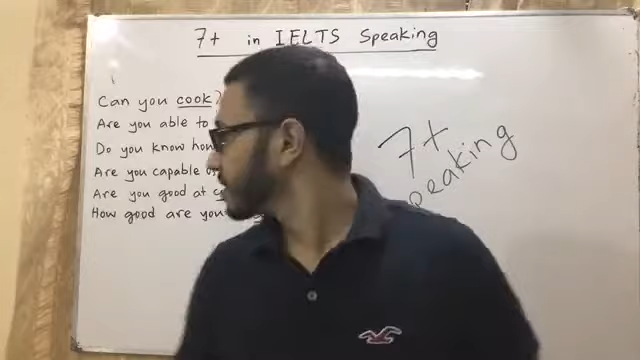 7+ in IELTS Speaking
Can you cook?
Are you able to
Do you know how
Are you capable of
Are you good at
How good are you
7+
speaking